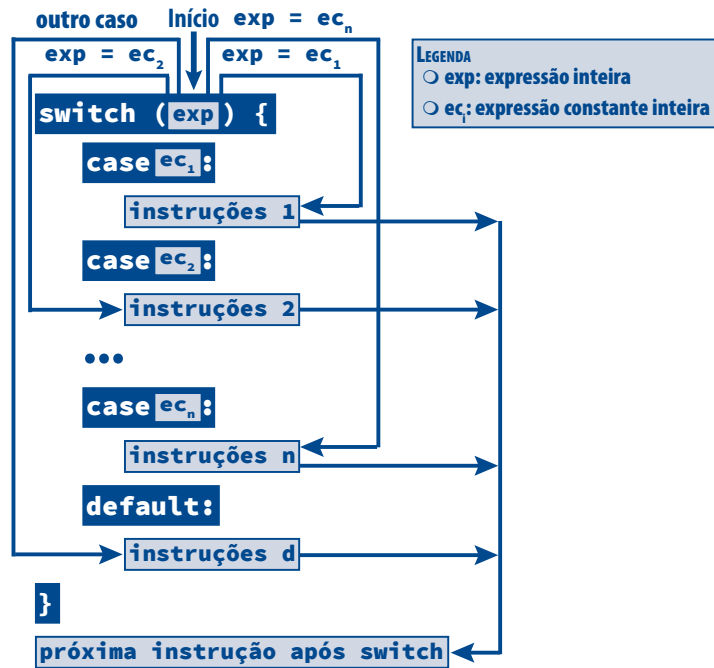 outro caso Início exp = ecₙ
exp = ec₂ exp = ec₁
LEGENDA
❍ exp: expressão inteira
❍ ecᵢ: expressão constante inteira
switch (exp) {
case ec₁:
instruções 1
case ec₂:
instruções 2
•••
case ecₙ:
instruções n
default:
instruções d
}
próxima instrução após switch